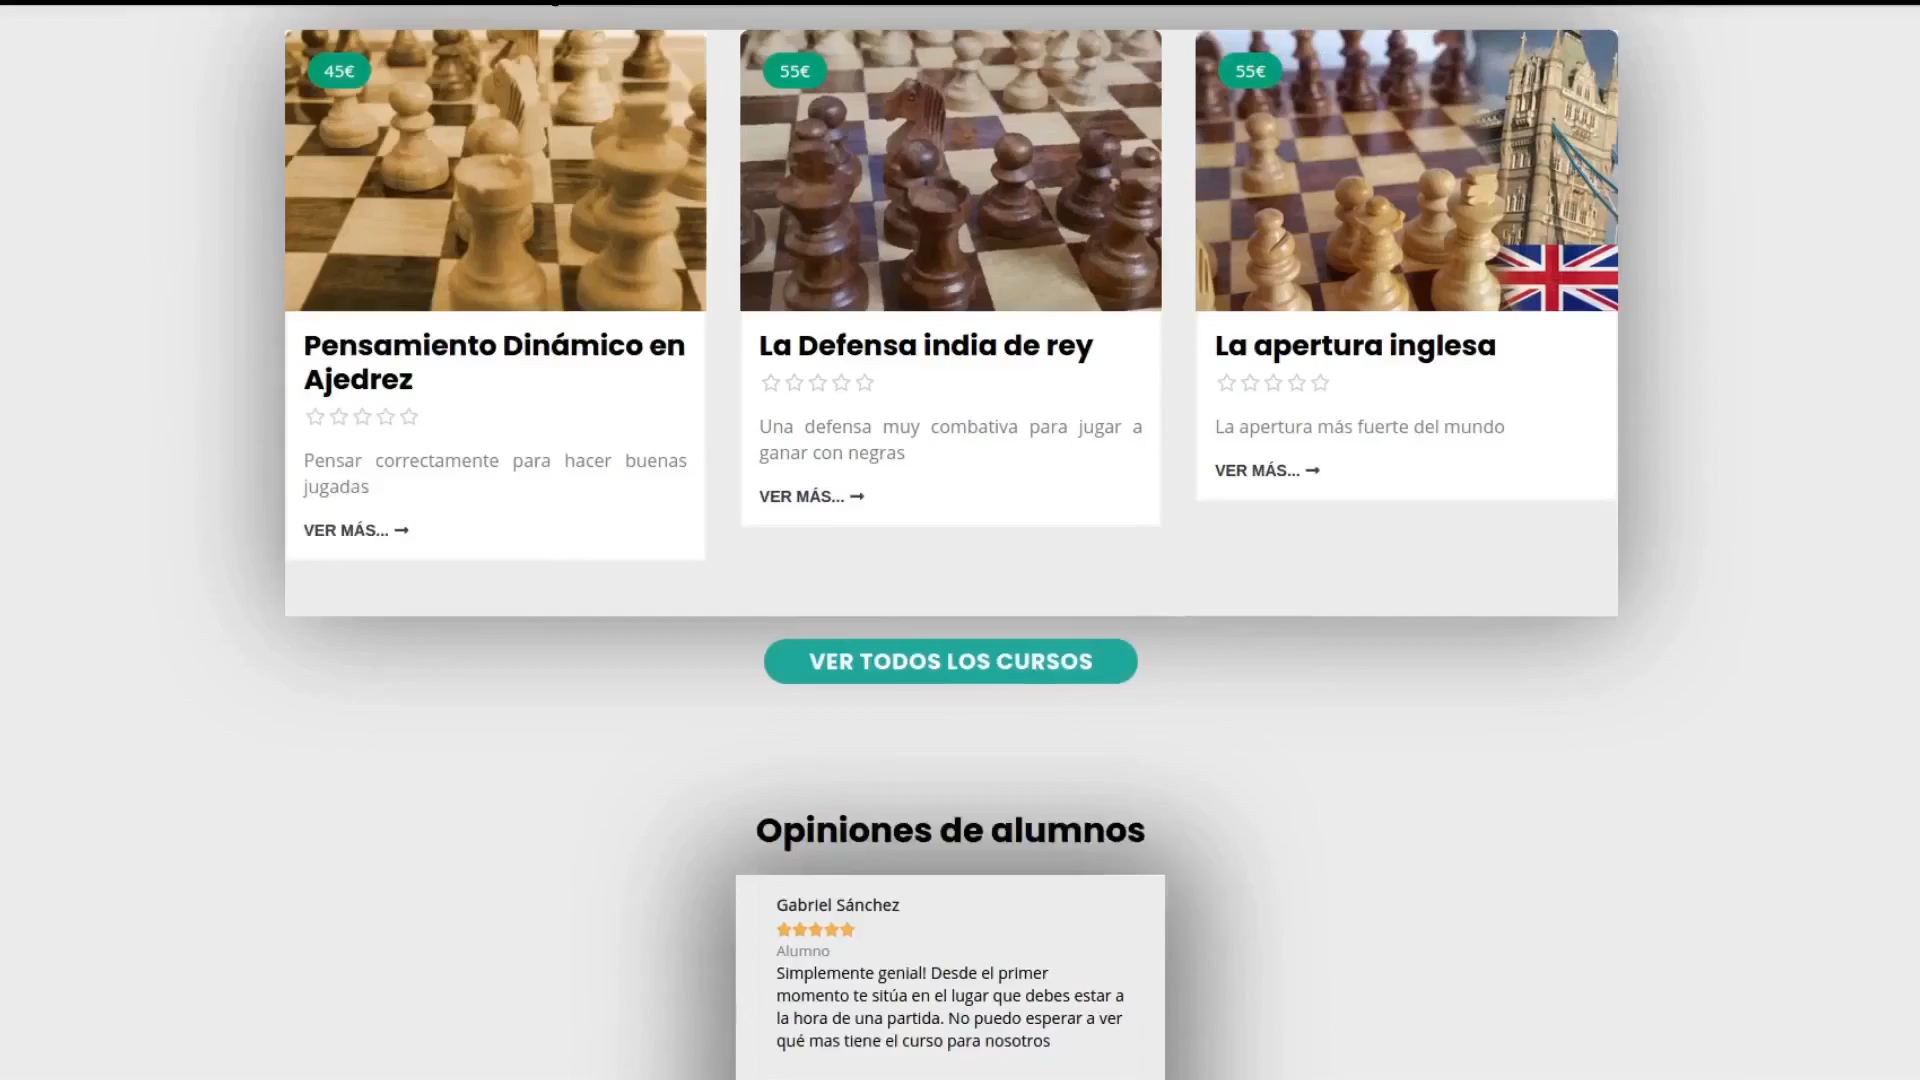 45€
Pensamiento Dinámico en
Ajedrez
Pensar correctamente para hacer buenas
jugadas
VER MÁS...
55€
La Defensa india de rey
Una defensa muy combativa para jugar a
ganar con negras
VER MÁS...
55€
La apertura inglesa
La apertura más fuerte del mundo
VER MÁS...
VER TODOS LOS CURSOS
Opiniones de alumnos
Gabriel Sánchez
Alumno
Simplemente genial! Desde el primer
momento te sitúa en el lugar que debes estar a
la hora de una partida. No puedo esperar a ver
qué mas tiene el curso para nosotros